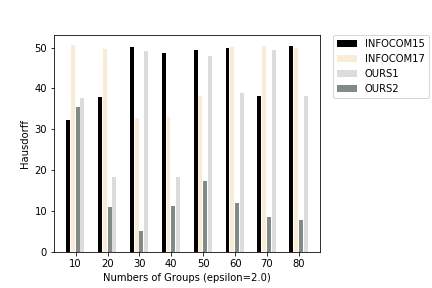 INFOCOM15
INFOCOM17
OURS1
OURS2
Hausdorff
50
40
30
20
10
0
10 20 30 40 50 60 70 80
Numbers of Groups (epsilon=2.0)